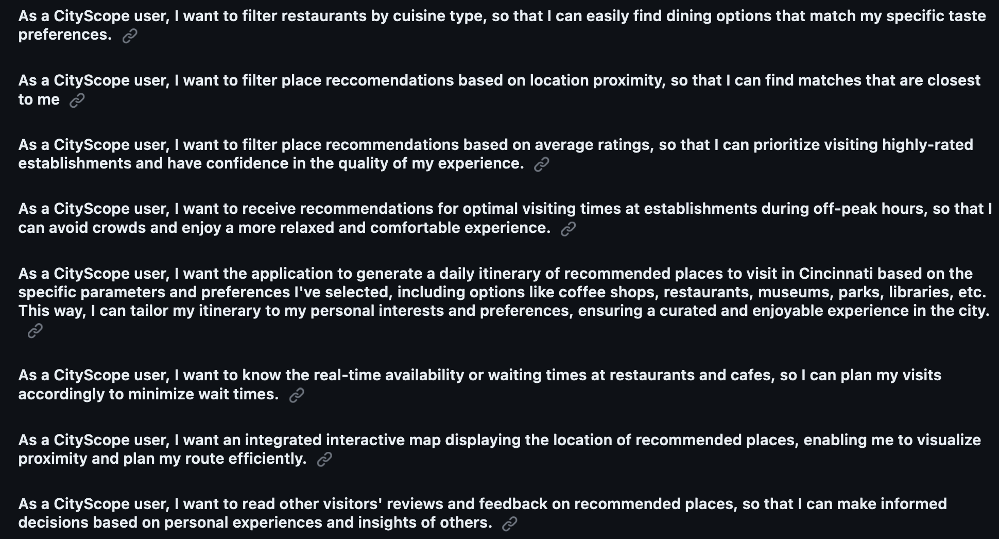 As a CityScope user, I want to filter restaurants by cuisine type, so that I can easily find dining options that match my specific taste
preferences.
As a CityScope user, I want to filter place reccomendations based on location proximity, so that I can find matches that are closest
to me
As a CityScope user, I want to filter place recommendations based on average ratings, so that I can prioritize visiting highly-rated
establishments and have confidence in the quality of my experience.
As a CityScope user, I want to receive recommendations for optimal visiting times at establishments during off-peak hours, so that I
can avoid crowds and enjoy a more relaxed and comfortable experience.
As a CityScope user, I want the application to generate a daily itinerary of recommended places to visit in Cincinnati based on the
specific parameters and preferences I've selected, including options like coffee shops, restaurants, museums, parks, libraries, etc.
This way, I can tailor my itinerary to my personal interests and preferences, ensuring a curated and enjoyable experience in the city.
As a CityScope user, I want to know the real-time availability or waiting times at restaurants and cafes, so I can plan my visits
accordingly to minimize wait times.
As a CityScope user, I want an integrated interactive map displaying the location of recommended places, enabling me to visualize
proximity and plan my route efficiently.
As a CityScope user, I want to read other visitors' reviews and feedback on recommended places, so that I can make informed
decisions based on personal experiences and insights of others.